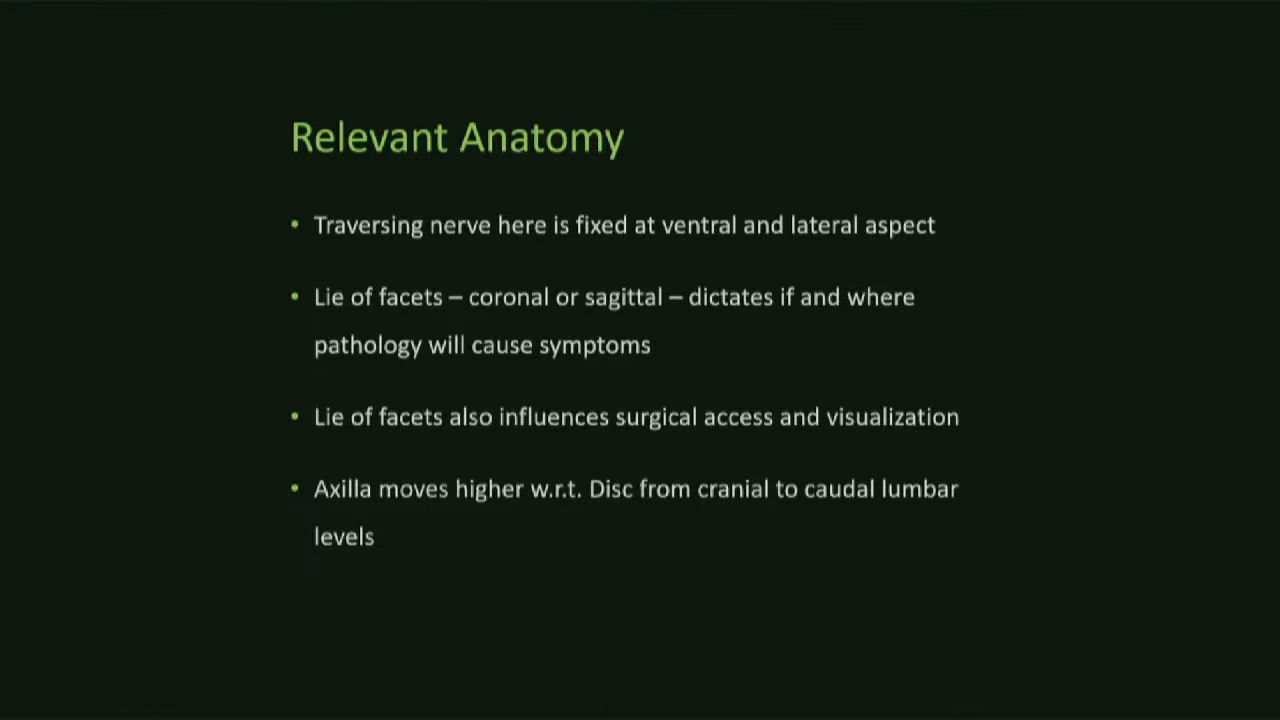 Relevant Anatomy
• Traversing nerve here is fixed at ventral and lateral aspect
• Lie of facets – coronal or sagittal – dictates if and where
pathology will cause symptoms
• Lie of facets also influences surgical access and visualization
• Axilla moves higher w.r.t. Disc from cranial to caudal lumbar
levels